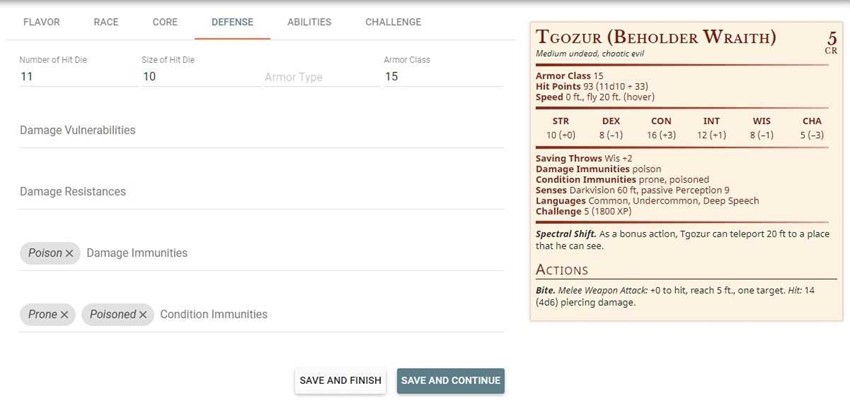 FLAVOR RACE CORE DEFENSE ABILITIES CHALLENGE
Number of Hit Die Size of Hit Die Armor Class
11 10 Armor Type 15
Damage Vulnerabilities
Damage Resistances
Poison × Damage Immunities
Prone × Poisoned × Condition Immunities
SAVE AND FINISH SAVE AND CONTINUE
Tgozur (Beholder Wraith) 5
Medium undead, chaotic evil CR
Armor Class 15
Hit Points 93 (11d10 + 33)
Speed 0 ft., fly 20 ft. (hover)
STR DEX CON INT WIS CHA
10 (+0) 8 (–1) 16 (+3) 12 (+1) 8 (–1) 5 (–3)
Saving Throws Wis +2
Damage Immunities poison
Condition Immunities prone, poisoned
Senses Darkvision 60 ft, passive Perception 9
Languages Common, Undercommon, Deep Speech
Challenge 5 (1800 XP)
Spectral Shift. As a bonus action, Tgozur can teleport 20 ft to a place
that he can see.
Actions
Bite. Melee Weapon Attack: +0 to hit, reach 5 ft., one target. Hit: 14
(4d6) piercing damage.